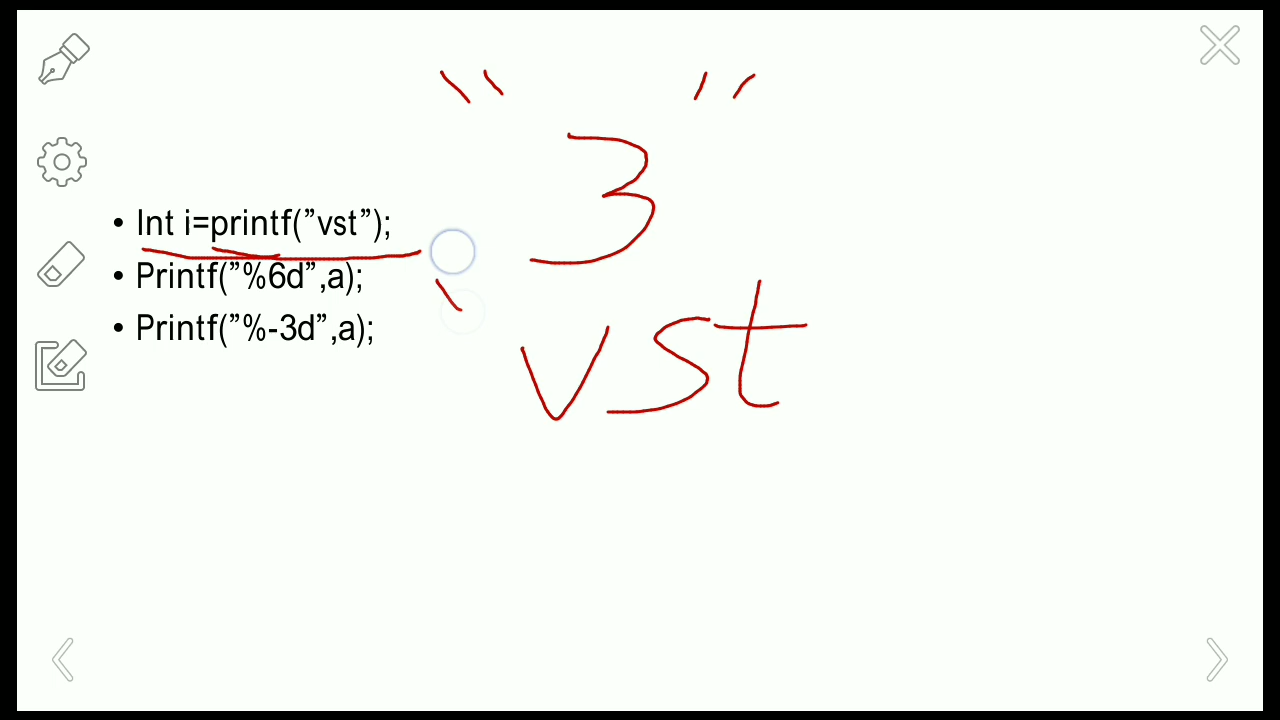 “ ”
3
• Int i=printf(”vst”);
• Printf(”%6d”,a);
• Printf(”%-3d”,a);
vst